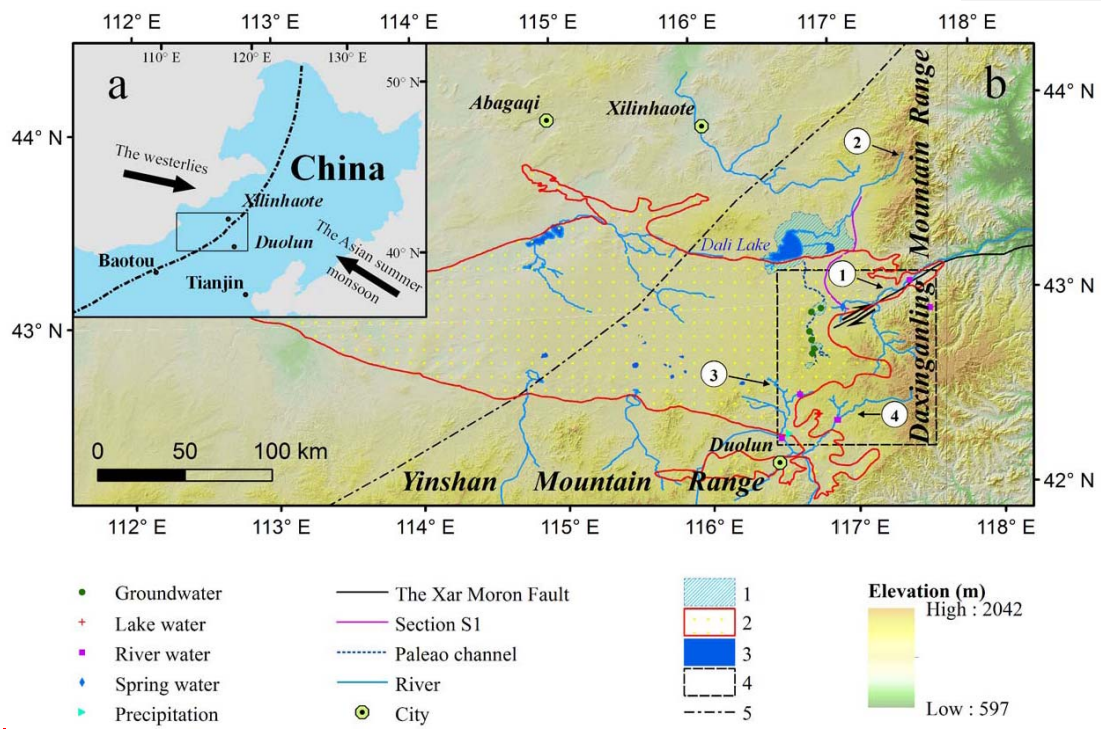 112° E 113° E 114° E 115° E 116° E 117° E
110° E 120° E 130° E
a
50° N
b
44° N
44° N
Abagaqi
Xilinhaote
2
The westerlies
China
Xilinhaote
Duolun
Dali Lake
The Asian summer
monsoon
40° N
Baotou
Tianjin
1
43° N
43° N
3
4
Daxinganling Mountain Range
0 50 100 km
Duolun
Yinshan Mountain Range
42° N
112° E 113° E 114° E 115° E 116° E 117° E 118° E
Groundwater
Lake water
River water
Spring water
Precipitation
The Xar Moron Fault
Section S1
Paleao channel
River
City
1
2
3
4
5
Elevation (m)
High : 2042
Low : 597